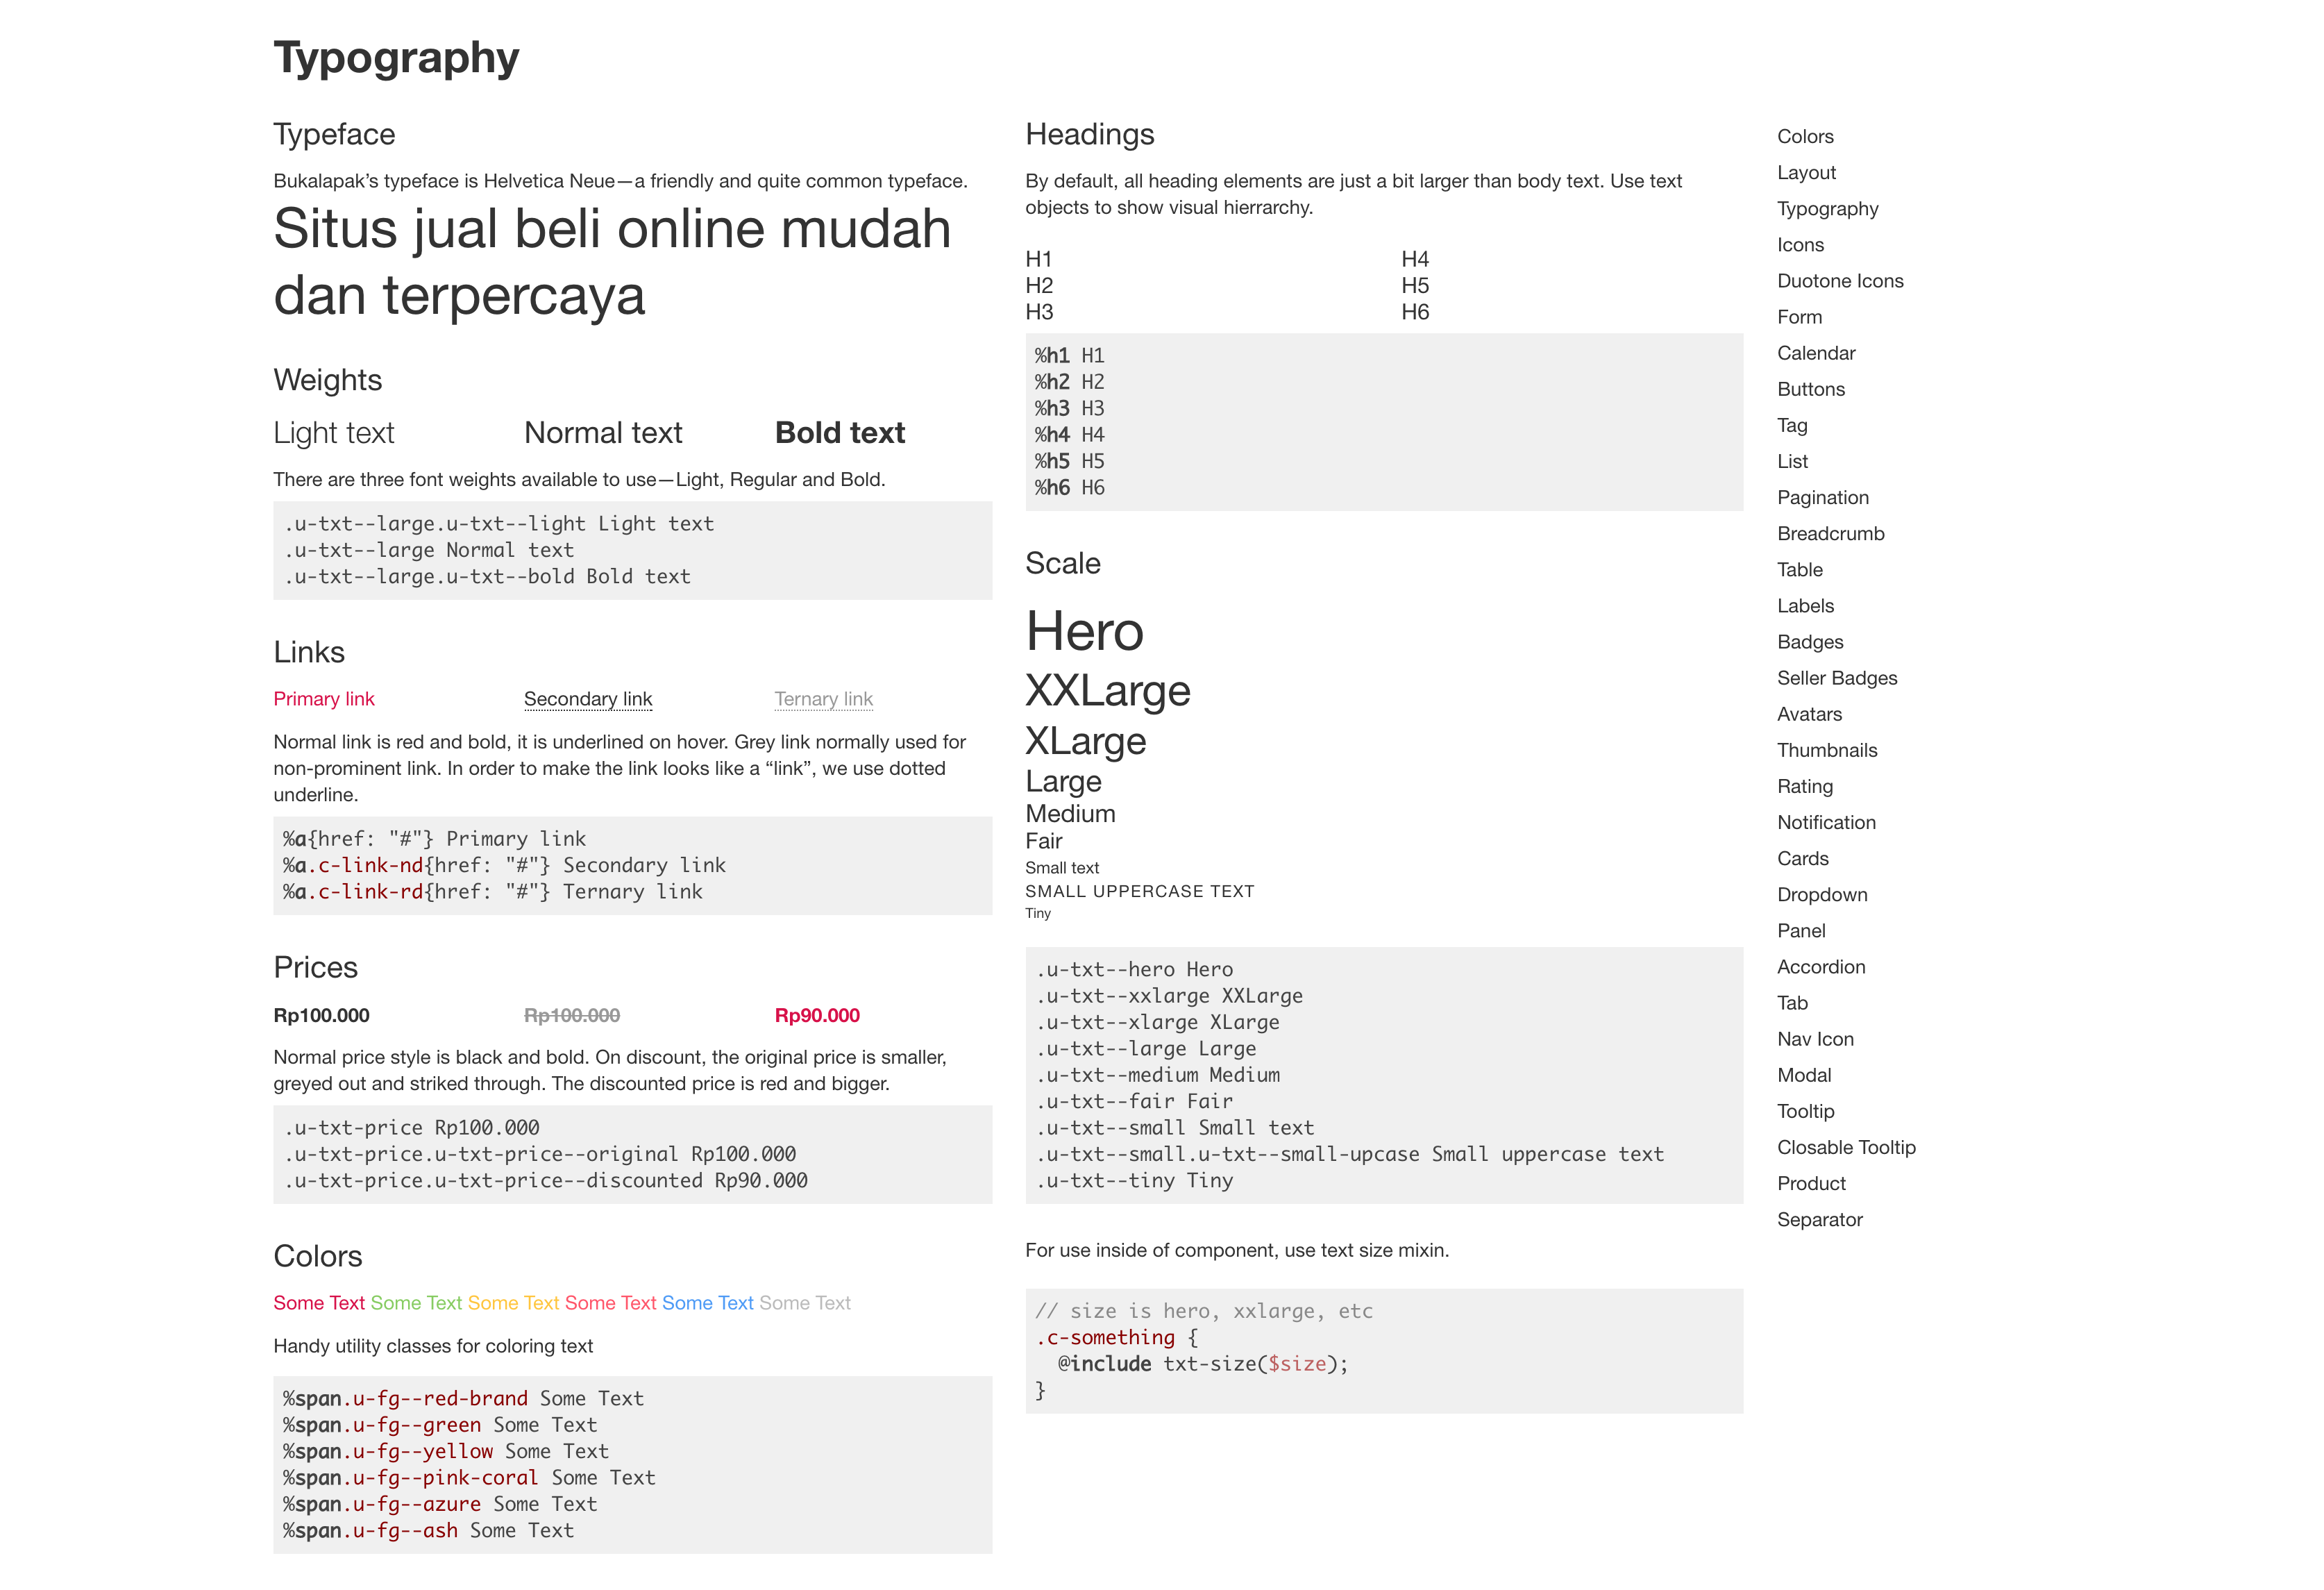 Typography
Typeface
Bukalapak’s typeface is Helvetica Neue—a friendly and quite common typeface.
Situs jual beli online mudah
dan terpercaya
Weights
Light text
Normal text
Bold text
There are three font weights available to use—Light, Regular and Bold.
.u-txt--large.u-txt--light Light text
.u-txt--large Normal text
.u-txt--large.u-txt--bold Bold text
Links
Primary link
Secondary link
Ternary link
Normal link is red and bold, it is underlined on hover. Grey link normally used for
non-prominent link. In order to make the link looks like a “link”, we use dotted
underline.
%a{href: "#"} Primary link
%a.c-link-nd{href: "#"} Secondary link
%a.c-link-rd{href: "#"} Ternary link
Prices
Rp100.000
Rp100.000
Rp90.000
Normal price style is black and bold. On discount, the original price is smaller,
greyed out and striked through. The discounted price is red and bigger.
.u-txt-price Rp100.000
.u-txt-price.u-txt-price--original Rp100.000
.u-txt-price.u-txt-price--discounted Rp90.000
Colors
Some Text Some Text Some Text Some Text Some Text Some Text
Handy utility classes for coloring text
%span.u-fg--red-brand Some Text
%span.u-fg--green Some Text
%span.u-fg--yellow Some Text
%span.u-fg--pink-coral Some Text
%span.u-fg--azure Some Text
%span.u-fg--ash Some Text
Headings
By default, all heading elements are just a bit larger than body text. Use text
objects to show visual hierrarchy.
H1
H2
H3
H4
H5
H6
%h1 H1
%h2 H2
%h3 H3
%h4 H4
%h5 H5
%h6 H6
Scale
Hero
XXLarge
XLarge
Large
Medium
Fair
Small text
SMALL UPPERCASE TEXT
Tiny
.u-txt--hero Hero
.u-txt--xxlarge XXLarge
.u-txt--xlarge XLarge
.u-txt--large Large
.u-txt--medium Medium
.u-txt--fair Fair
.u-txt--small Small text
.u-txt--small.u-txt--small-upcase Small uppercase text
.u-txt--tiny Tiny
For use inside of component, use text size mixin.
// size is hero, xxlarge, etc
.c-something {
  @include txt-size($size);
}
Colors
Layout
Typography
Icons
Duotone Icons
Form
Calendar
Buttons
Tag
List
Pagination
Breadcrumb
Table
Labels
Badges
Seller Badges
Avatars
Thumbnails
Rating
Notification
Cards
Dropdown
Panel
Accordion
Tab
Nav Icon
Modal
Tooltip
Closable Tooltip
Product
Separator